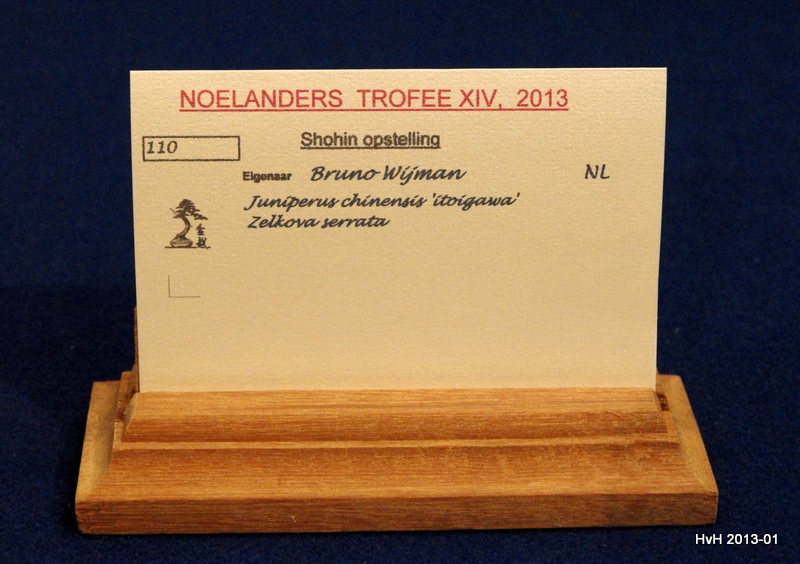 NOELANDERS TROFEE XIV, 2013
110
Shohin opstelling
Eigenaar Bruno Wijman NL
Juniperus chinensis 'itoigawa'
Zelkova serrata
HvH 2013-01